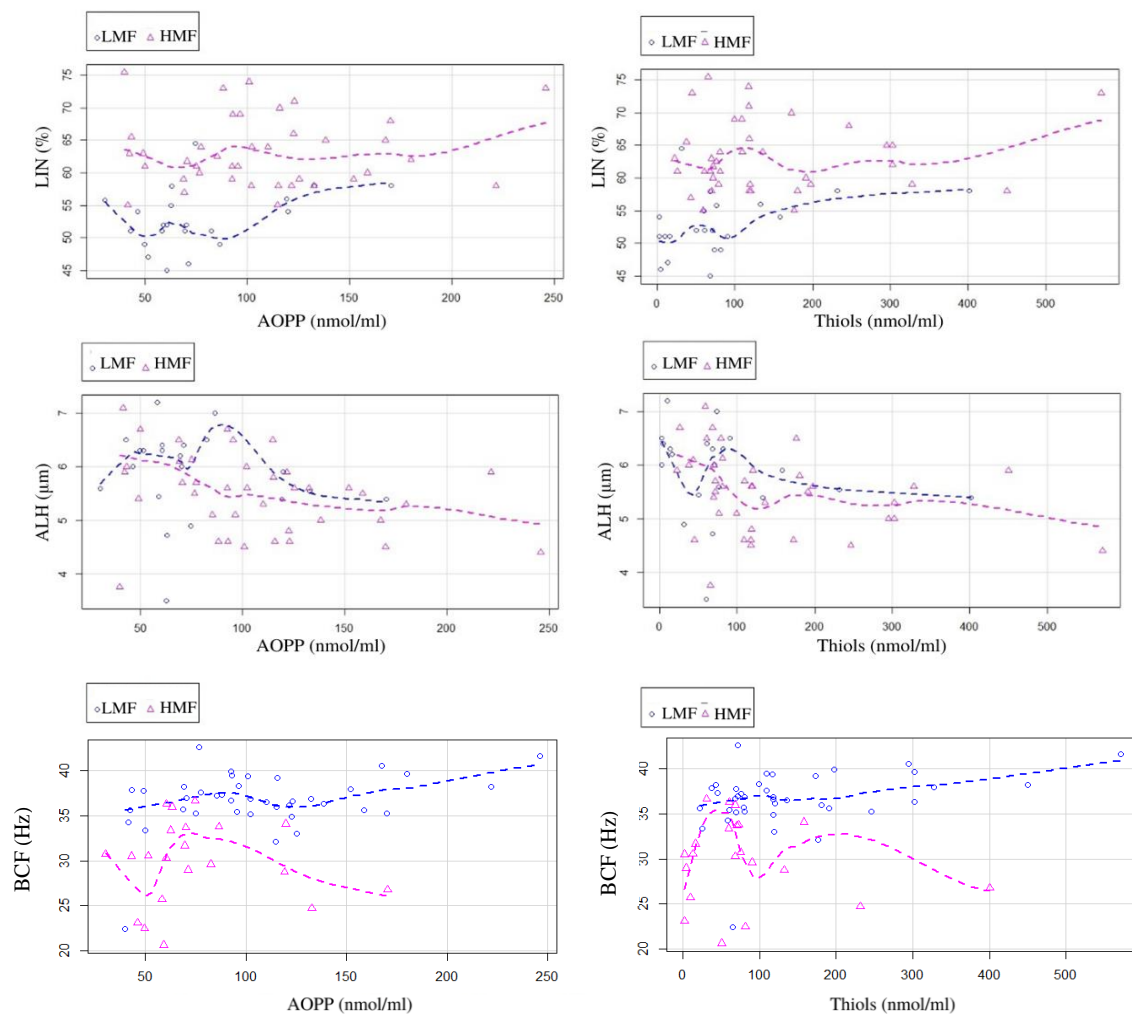 LMF HMF
LIN (%)
75
70
65
60
55
50
45
50 100 150 200 250
AOPP (nmol/ml)
LMF HMF
LIN (%)
75
70
65
60
55
50
45
0 100 200 300 400 500
Thiols (nmol/ml)
LMF HMF
ALH (µm)
7
6
5
4
50 100 150 200 250
AOPP (nmol/ml)
LMF HMF
ALH (µm)
7
6
5
4
0 100 200 300 400 500
Thiols (nmol/ml)
LMF HMF
BCF (Hz)
40
35
30
25
20
50 100 150 200 250
AOPP (nmol/ml)
LMF HMF
BCF (Hz)
40
35
30
25
20
0 100 200 300 400 500
Thiols (nmol/ml)